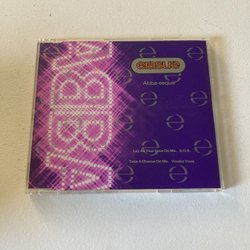 ABBA
erasure
Abba-esque
Lay All Your Love On Me. S.O.S.
Take A Chance On Me. Voulez Vous